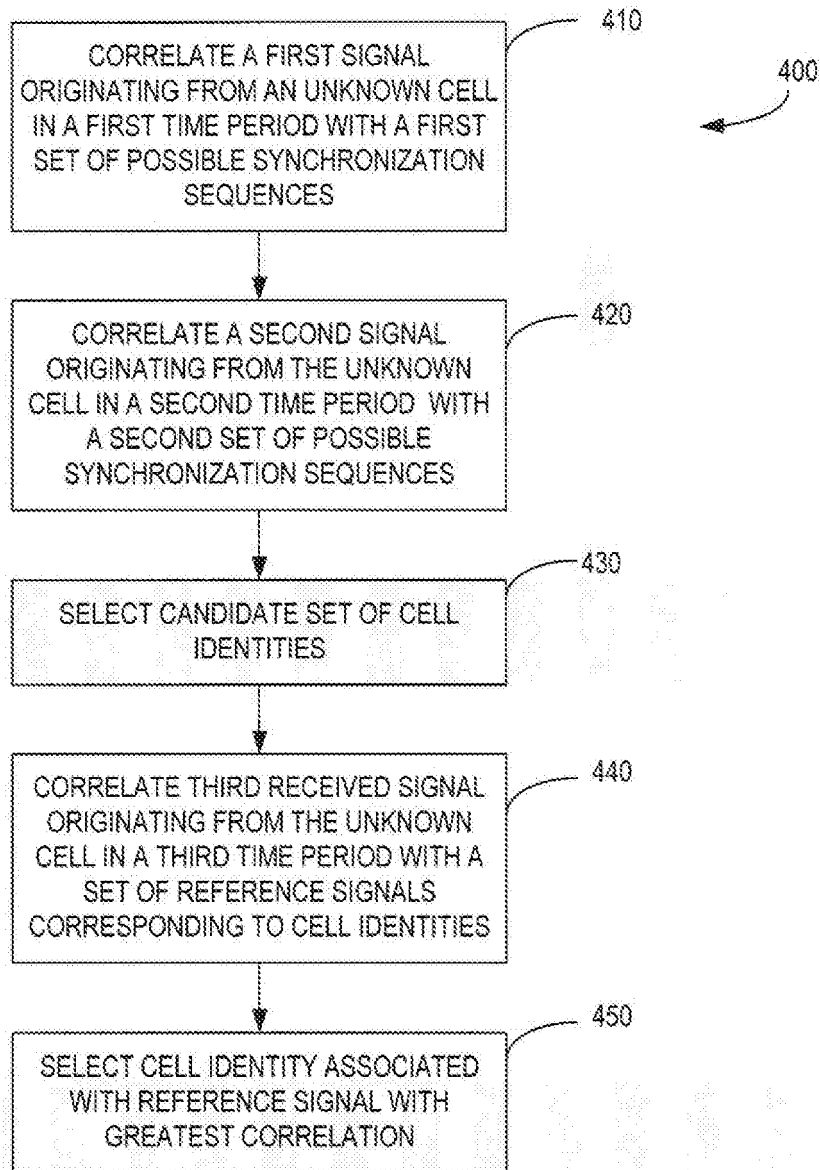 410
CORRELATE A FIRST SIGNAL
ORIGINATING FROM AN UNKNOWN CELL
IN A FIRST TIME PERIOD WITH A FIRST
SET OF POSSIBLE SYNCHRONIZATION
SEQUENCES
400
420
CORRELATE A SECOND SIGNAL
ORIGINATING FROM THE UNKNOWN
CELL IN A SECOND TIME PERIOD WITH
A SECOND SET OF POSSIBLE
SYNCHRONIZATION SEQUENCES
430
SELECT CANDIDATE SET OF CELL
IDENTITIES
440
CORRELATE THIRD RECEIVED SIGNAL
ORIGINATING FROM THE UNKNOWN
CELL IN A THIRD TIME PERIOD WITH A
SET OF REFERENCE SIGNALS
CORRESPONDING TO CELL IDENTITIES
450
SELECT CELL IDENTITY ASSOCIATED
WITH REFERENCE SIGNAL WITH
GREATEST CORRELATION